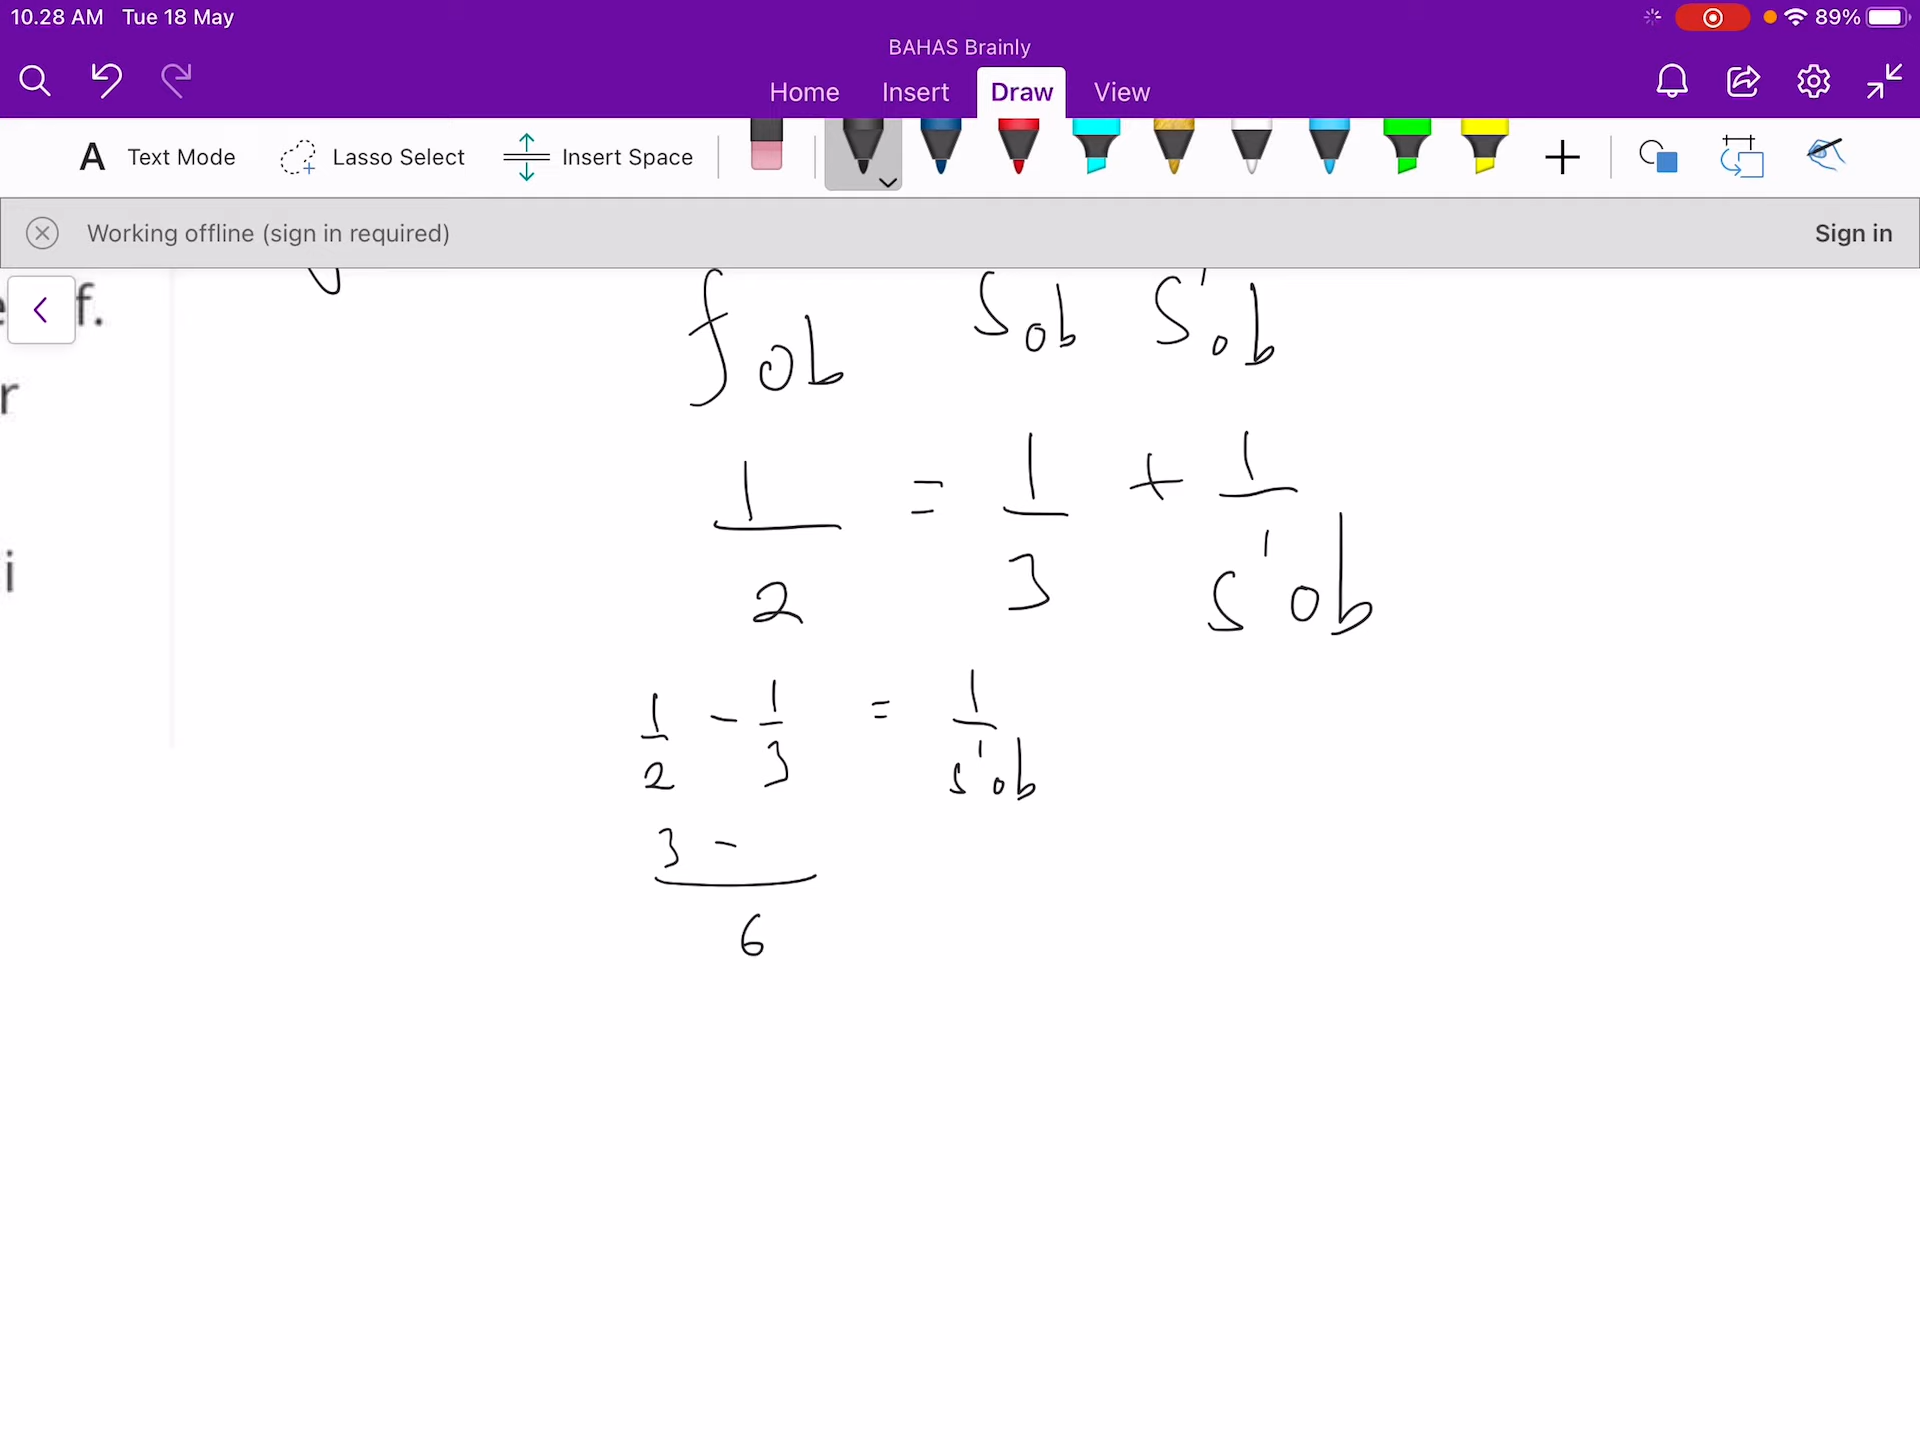 10.28 AM Tue 18 May 89%
BAHAS Brainly
Home Insert Draw View
A Text Mode Lasso Select Insert Space
Working offline (sign in required) Sign in
f.
r
i
fob Sob S'ob
1/2 = 1/3 + 1/s'ob
1/2 - 1/3 = 1/s'ob
3 -
6